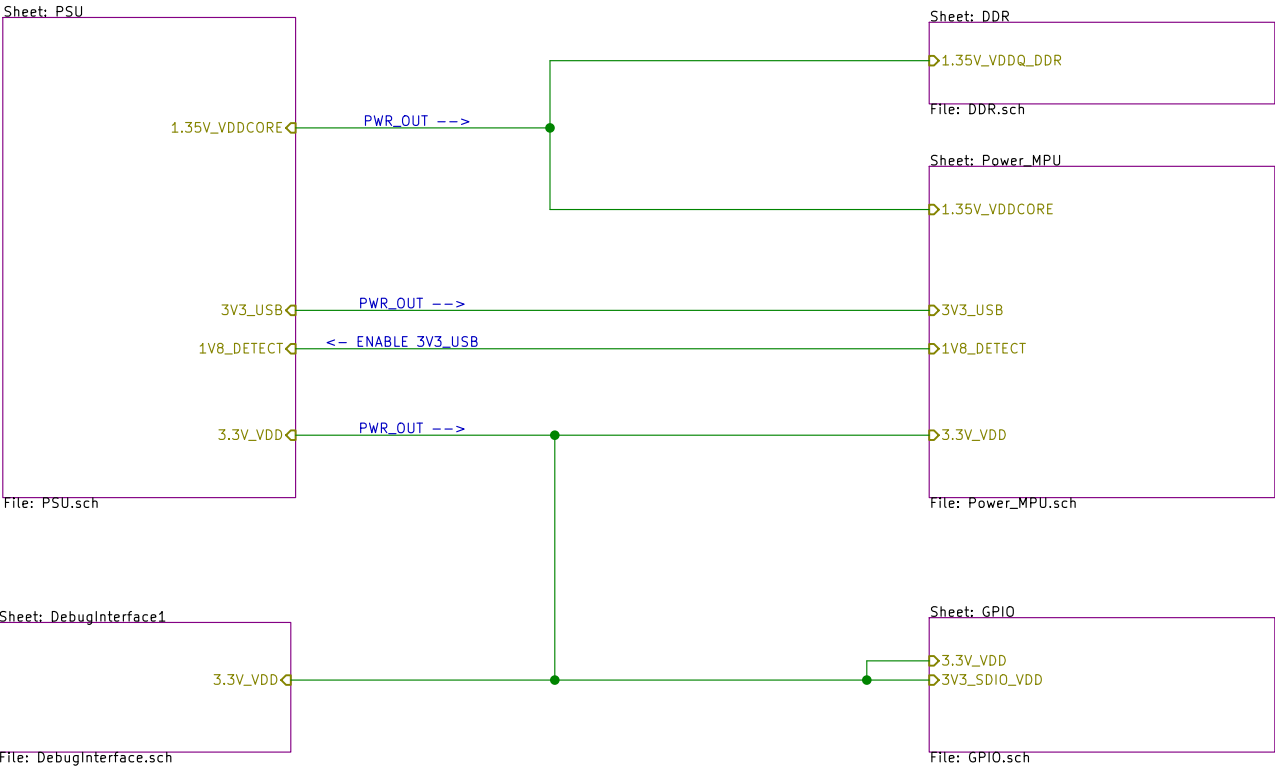 Sheet: PSU
1.35V_VDDCORE
PWR_OUT -->
3V3_USB
PWR_OUT -->
1V8_DETECT
<- ENABLE 3V3_USB
3.3V_VDD
PWR_OUT -->
File: PSU.sch
Sheet: DDR
1.35V_VDDQ_DDR
File: DDR.sch
Sheet: Power_MPU
1.35V_VDDCORE
3V3_USB
1V8_DETECT
3.3V_VDD
File: Power_MPU.sch
Sheet: DebugInterface1
3.3V_VDD
File: DebugInterface.sch
Sheet: GPIO
3.3V_VDD
3V3_SDIO_VDD
File: GPIO.sch